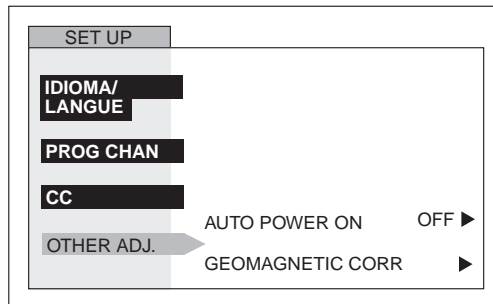 SET UP
IDIOMA/
LANGUE
PROG CHAN
CC
OTHER ADJ.
AUTO POWER ON OFF
GEOMAGNETIC CORR